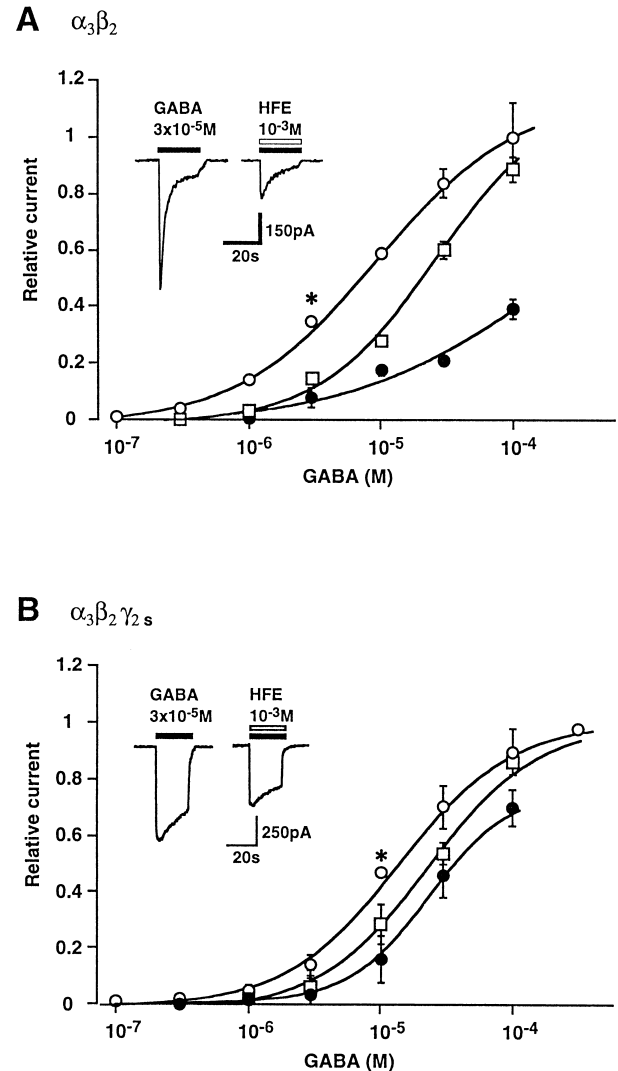 A α₃β₂
1.2
GABA HFE
3x10⁻⁵M 10⁻³M
1
0.8
150pA
20s
0.6
Relative current
*
0.4
0.2
0
10⁻⁷ 10⁻⁶ 10⁻⁵ 10⁻⁴
GABA (M)
B α₃β₂γ₂s
1.2
GABA HFE
3x10⁻⁵M 10⁻³M
1
0.8
250pA
20s
0.6
Relative current
*
0.4
0.2
0
10⁻⁷ 10⁻⁶ 10⁻⁵ 10⁻⁴
GABA (M)